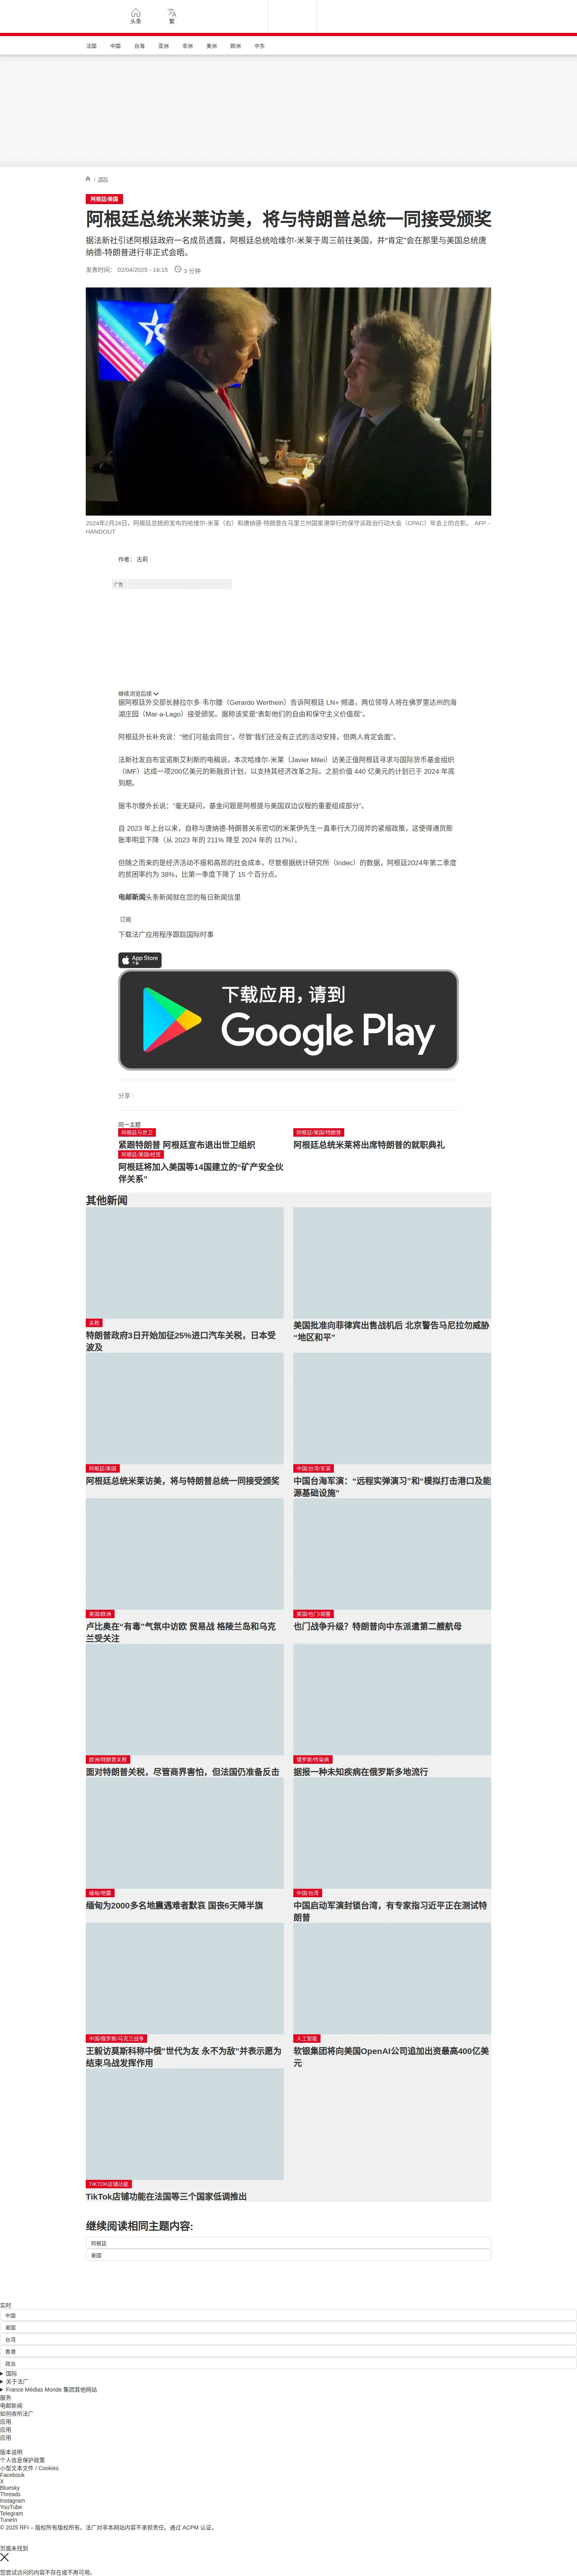 头条
繁
法国
中国
台海
亚洲
非洲
美洲
欧洲
中东
/ 国际
阿根廷/美国
阿根廷总统米莱访美，将与特朗普总统一同接受颁奖
据法新社引述阿根廷政府一名成员透露，阿根廷总统哈维尔-米莱于周三前往美国，并“肯定”会在那里与美国总统唐
纳德-特朗普进行非正式会晤。
发表时间： 02/04/2025 - 16:15 3 分钟
2024年2月24日，阿根廷总统府发布的哈维尔-米莱（右）和唐纳德-特朗普在马里兰州国家港举行的保守派政治行动大会（CPAC）年会上的合影。 AFP -
HANDOUT
作者： 古莉
广告
继续浏览后续
据阿根廷外交部长赫拉尔多·韦尔滕（Gerardo Werthein）告诉阿根廷 LN+ 频道，两位领导人将在佛罗里达州的海
湖庄园（Mar-a-Lago）接受颁奖。据称该奖是“表彰他们的自由和保守主义价值观”。
阿根廷外长补充说：“他们可能会同台”，尽管“我们还没有正式的活动安排，但两人肯定会面”。
法新社发自布宜诺斯艾利斯的电稿说，本次哈维尔-米莱（Javier Milei）访美正值阿根廷寻求与国际货币基金组织
（IMF）达成一项200亿美元的新融资计划，以支持其经济改革之际。之前价值 440 亿美元的计划已于 2024 年底
到期。
据韦尔滕外长说：“毫无疑问，基金问题是阿根提与美国双边议程的重要组成部分”。
自 2023 年上台以来，自称与唐纳德-特朗普关系密切的米莱伊先生一直奉行大刀阔斧的紧缩政策，这使得通货膨
胀率明显下降（从 2023 年的 211% 降至 2024 年的 117%）。
但随之而来的是经济活动不振和高昂的社会成本，尽管根据统计研究所（Indec）的数据，阿根廷2024年第二季度
的贫困率约为 38%，比第一季度下降了 15 个百分点。
电邮新闻头条新闻就在您的每日新闻信里
订阅
下载法广应用程序跟踪国际时事
App Store
下载
下载应用，请到
Google Play
分享 :
同一主题
阿根廷与世卫
紧跟特朗普 阿根廷宣布退出世卫组织
阿根廷/美国/特朗普
阿根廷总统米莱将出席特朗普的就职典礼
阿根廷/美国/经贸
阿根廷将加入美国等14国建立的“矿产安全伙
伴关系”
其他新闻
关税
特朗普政府3日开始加征25%进口汽车关税，日本受
波及
美国批准向菲律宾出售战机后 北京警告马尼拉勿威胁
“地区和平”
阿根廷/美国
阿根廷总统米莱访美，将与特朗普总统一同接受颁奖
中国/台湾/军演
中国台海军演：“远程实弹演习”和“模拟打击港口及能
源基础设施”
美国/欧洲
卢比奥在"有毒"气氛中访欧 贸易战 格陵兰岛和乌克
兰受关注
美国/也门/胡塞
也门战争升级？特朗普向中东派遣第二艘航母
欧洲/特朗普关税
面对特朗普关税，尽管商界害怕，但法国仍准备反击
俄罗斯/传染病
据报一种未知疾病在俄罗斯多地流行
缅甸/地震
缅甸为2000多名地震遇难者默哀 国丧6天降半旗
中国/台湾
中国启动军演封锁台湾，有专家指习近平正在测试特
朗普
中国/俄罗斯/乌克兰战争
王毅访莫斯科称中俄“世代为友 永不为敌”并表示愿为
结束乌战发挥作用
人工智能
软银集团将向美国OpenAI公司追加出资最高400亿美
元
TIKTOK店铺功能
TikTok店铺功能在法国等三个国家低调推出
继续阅读相同主题内容:
阿根廷
美国
实时
中国
美国
台湾
香港
政治
国际
关于法广
France Médias Monde 集团其他网站
服务
电邮新闻
如何收听法广
应用
应用
应用
版本说明
个人信息保护政策
小型文本文件 / Cookies
Facebook
X
Bluesky
Threads
Instagram
YouTube
Telegram
TuneIn
© 2025 RFI – 版权所有版权所有。法广对非本网站内容不承担责任。通过 ACPM 认证。
页面未找到
您尝试访问的内容不存在或不再可用。